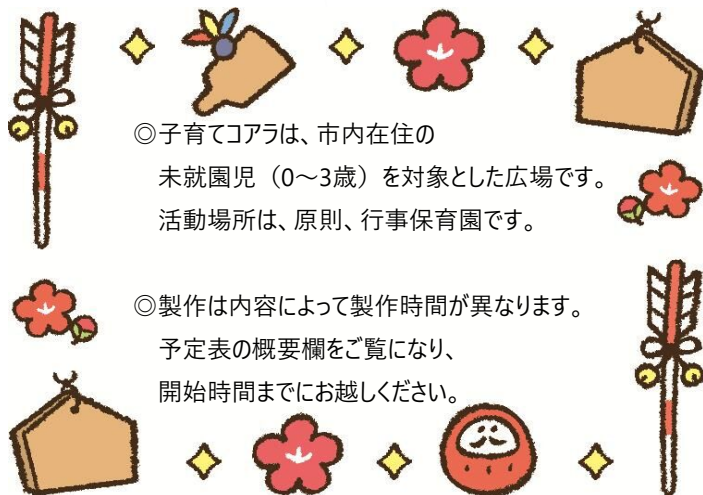 ◎子育てコアラは、市内在住の
未就園児（0～3歳）を対象とした広場です。
活動場所は、原則、行事保育園です。
◎製作は内容によって製作時間が異なります。
予定表の概要欄をご覧になり、
開始時間までにお越しください。